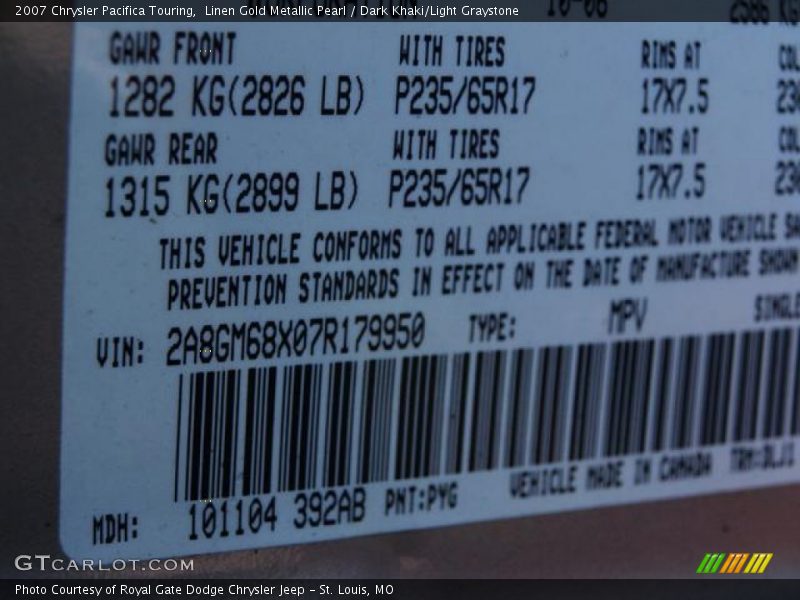 2007 Chrysler Pacifica Touring,  Linen Gold Metallic Pearl / Dark Khaki/Light Graystone
GAWR FRONT WITH TIRES RIMS AT
1282 KG(2826 LB) P235/65R17 17X7.5
GAWR REAR WITH TIRES RIMS AT
1315 KG(2899 LB) P235/65R17 17X7.5
THIS VEHICLE CONFORMS TO ALL APPLICABLE FEDERAL MOTOR VEHICLE
PREVENTION STANDARDS IN EFFECT ON THE DATE OF MANUFACTURE SHOWN
VIN: 2A8GM68X07R179950 TYPE: MPV SINGLE
MDH: 101104 392AB PNT:PYG VEHICLE MADE IN CANADA
GTCARLOT.COM
Photo Courtesy of Royal Gate Dodge Chrysler Jeep – St. Louis, MO